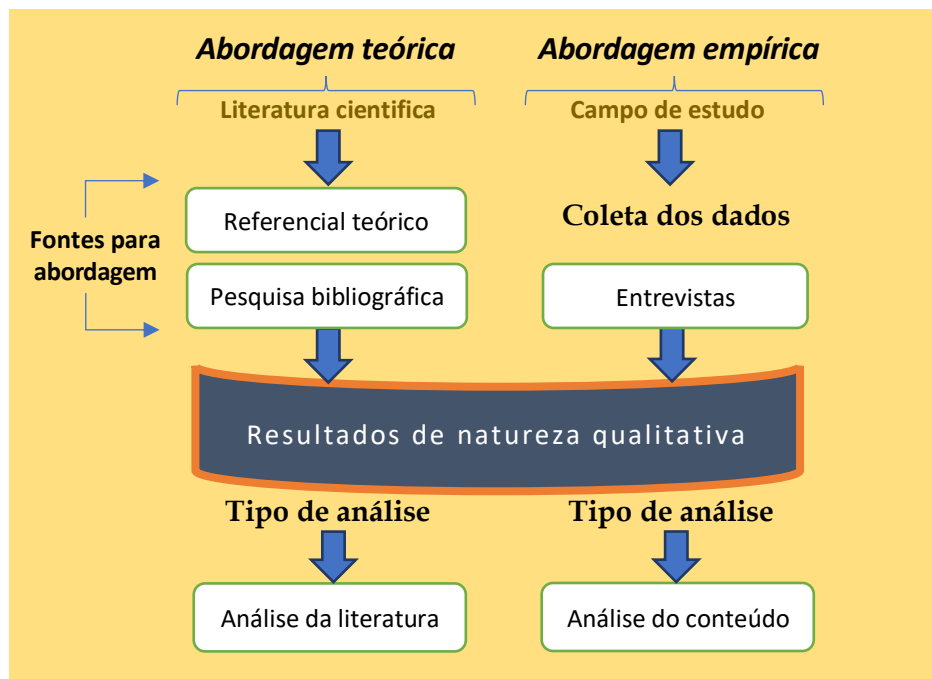 Abordagem teórica
Abordagem empírica
Literatura cientifica
Campo de estudo
Referencial teórico
Coleta dos dados
Fontes para
abordagem
Pesquisa bibliográfica
Entrevistas
Resultados de natureza qualitativa
Tipo de análise
Tipo de análise
Análise da literatura
Análise do conteúdo